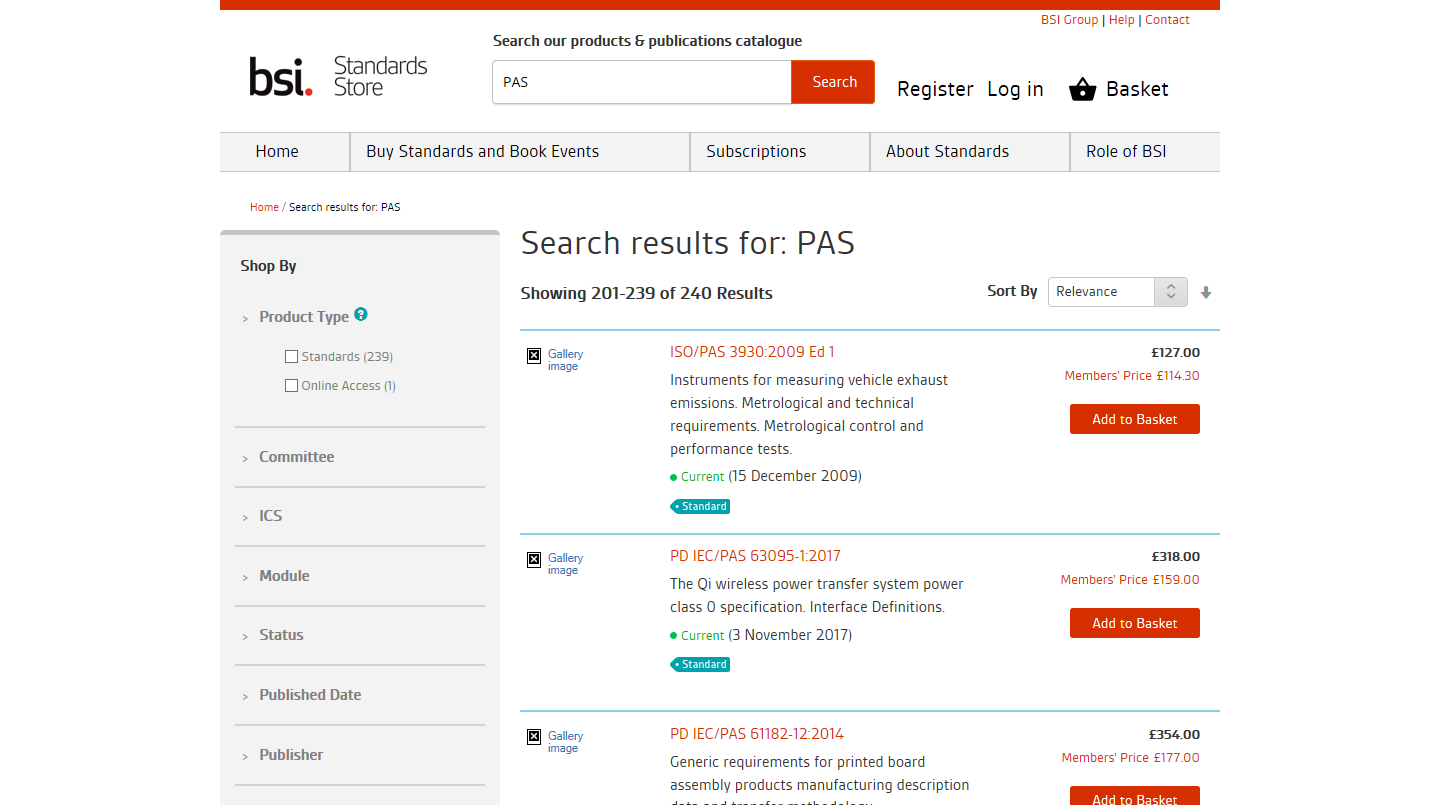 BSI Group | Help | Contact
Search our products & publications catalogue
bsi. Standards
Store
PAS
Search
Register Log in Basket
Home
Buy Standards and Book Events
Subscriptions
About Standards
Role of BSI
Home / Search results for: PAS
Shop By
> Product Type ?
Standards (239)
Online Access (1)
> Committee
> ICS
> Module
> Status
> Published Date
> Publisher
Search results for: PAS
Showing 201-239 of 240 Results
Sort By Relevance
Gallery
image
ISO/PAS 3930:2009 Ed 1
Instruments for measuring vehicle exhaust
emissions. Metrological and technical
requirements. Metrological control and
performance tests.
Current (15 December 2009)
Standard
£127.00
Members' Price £114.30
Add to Basket
Gallery
image
PD IEC/PAS 63095-1:2017
The Qi wireless power transfer system power
class 0 specification. Interface Definitions.
Current (3 November 2017)
Standard
£318.00
Members' Price £159.00
Add to Basket
Gallery
image
PD IEC/PAS 61182-12:2014
Generic requirements for printed board
assembly products manufacturing description
data and transfer methodology.
£354.00
Members' Price £177.00
Add to Basket